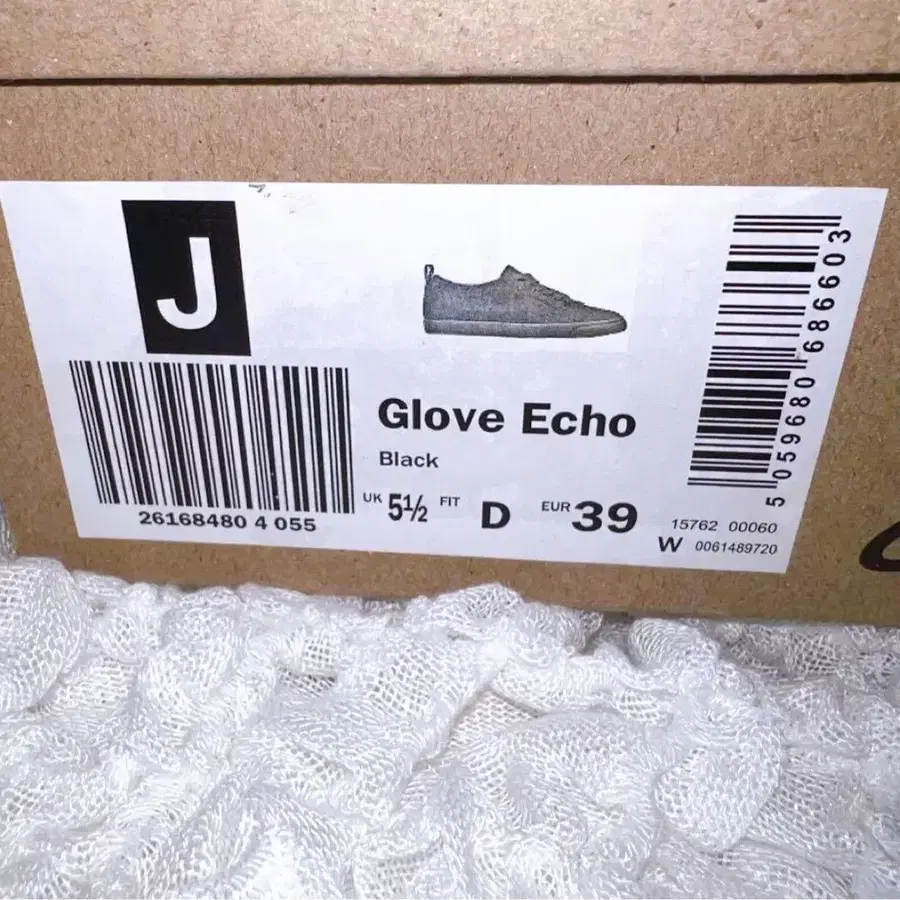 J
26168480 4 055
Glove Echo
Black
UK 5½ FIT D EUR 39
5 059680 686603
15762 00060
W 0061489720